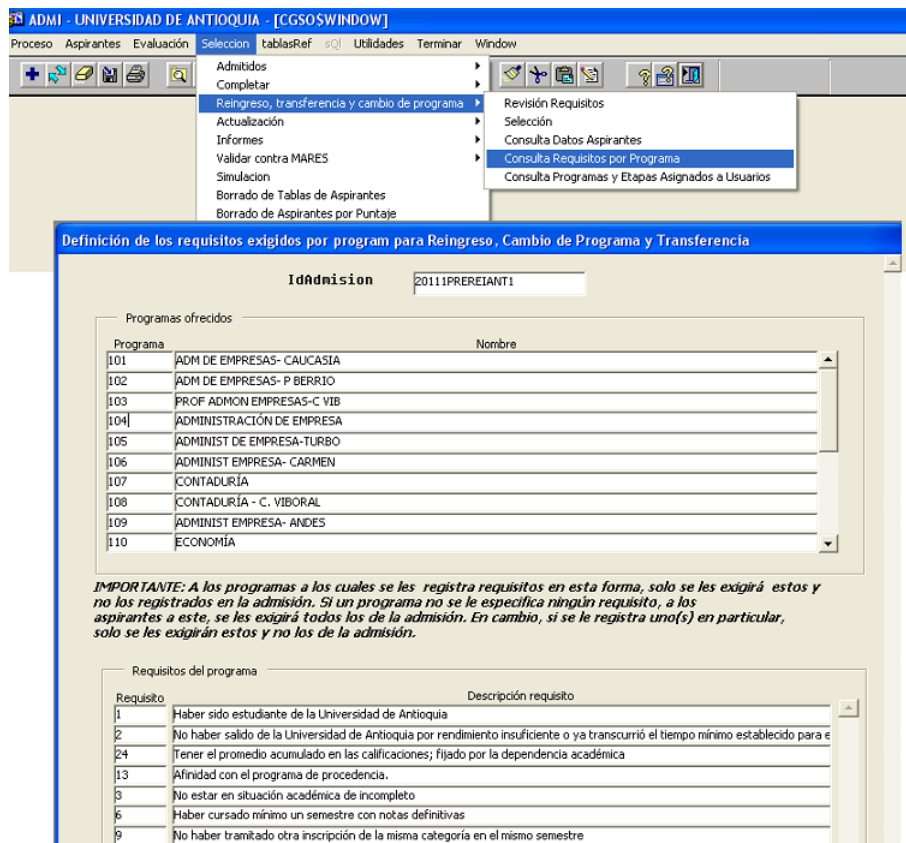 ADMI - UNIVERSIDAD DE ANTIOQUIA - [CGSO$WINDOW]
Proceso Aspirantes Evaluación Seleccion tablasRef sQl Utilidades Terminar Window
Admitidos
Completar
Reingreso, transferencia y cambio de programa
Actualización
Informes
Validar contra MARES
Simulacion
Borrado de Tablas de Aspirantes
Borrado de Aspirantes por Puntaje
Revisión Requisitos
Selección
Consulta Datos Aspirantes
Consulta Requisitos por Programa
Consulta Programas y Etapas Asignados a Usuarios
Definición de los requisitos exigidos por program para Reingreso, Cambio de Programa y Transferencia
IdAdmision 20111PREREIANT1
Programas ofrecidos
Programa Nombre
101 ADM DE EMPRESAS- CAUCASIA
102 ADM DE EMPRESAS- P BERRIO
103 PROF ADMON EMPRESAS-C VIB
104 ADMINISTRACIÓN DE EMPRESA
105 ADMINIST DE EMPRESA-TURBO
106 ADMINIST EMPRESA- CARMEN
107 CONTADURÍA
108 CONTADURÍA - C. VIBORAL
109 ADMINIST EMPRESA- ANDES
110 ECONOMÍA
IMPORTANTE: A los programas a los cuales se les registra requisitos en esta forma, solo se les exigirá estos y
no los registrados en la admisión. Si un programa no se le especifica ningún requisito, a los
aspirantes a este, se les exigirá todos los de la admisión. En cambio, si se le registra uno(s) en particular,
solo se les exigirán estos y no los de la admisión.
Requisitos del programa
Requisito Descripción requisito
1 Haber sido estudiante de la Universidad de Antioquia
2 No haber salido de la Universidad de Antioquia por rendimiento insuficiente o ya transcurrió el tiempo mínimo establecido para e
24 Tener el promedio acumulado en las calificaciones; fijado por la dependencia académica
13 Afinidad con el programa de procedencia.
3 No estar en situación académica de incompleto
6 Haber cursado mínimo un semestre con notas definitivas
9 No haber tramitado otra inscripción de la misma categoría en el mismo semestre